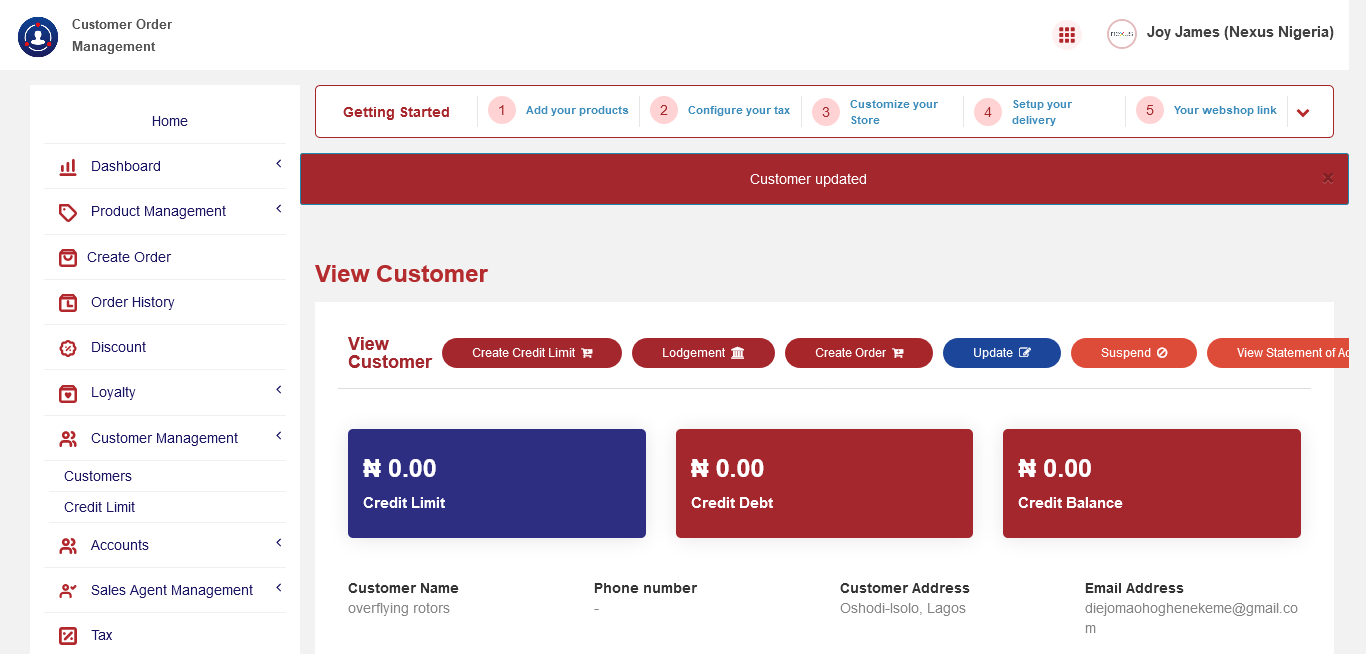 Customer Order
Management
nexus
Joy James (Nexus Nigeria)
Home
Dashboard
Product Management
Create Order
Order History
Discount
Loyalty
Customer Management
Customers
Credit Limit
Accounts
Sales Agent Management
Tax
Getting Started
1 Add your products
2 Configure your tax
3 Customize your
Store
4 Setup your
delivery
5 Your webshop link
Customer updated
×
View Customer
View
Customer
Create Credit Limit
Lodgement
Create Order
Update
Suspend
View Statement of Ac
₦ 0.00
Credit Limit
₦ 0.00
Credit Debt
₦ 0.00
Credit Balance
Customer Name
overflying rotors
Phone number
-
Customer Address
Oshodi-Isolo, Lagos
Email Address
diejomaohoghenekeme@gmail.co
m